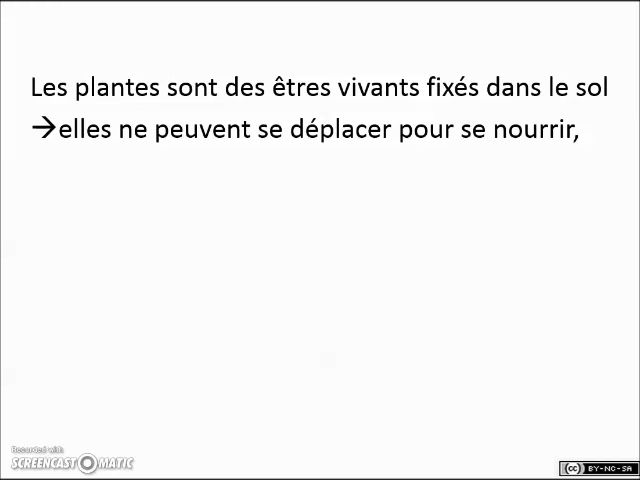 Les plantes sont des êtres vivants fixés dans le sol
→elles ne peuvent se déplacer pour se nourrir,
Recorded with
SCREENCAST-O-MATIC
(cc) BY-NC-SA